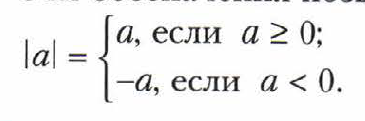 |a| = { a, если a ≥ 0;
−a, если a < 0.